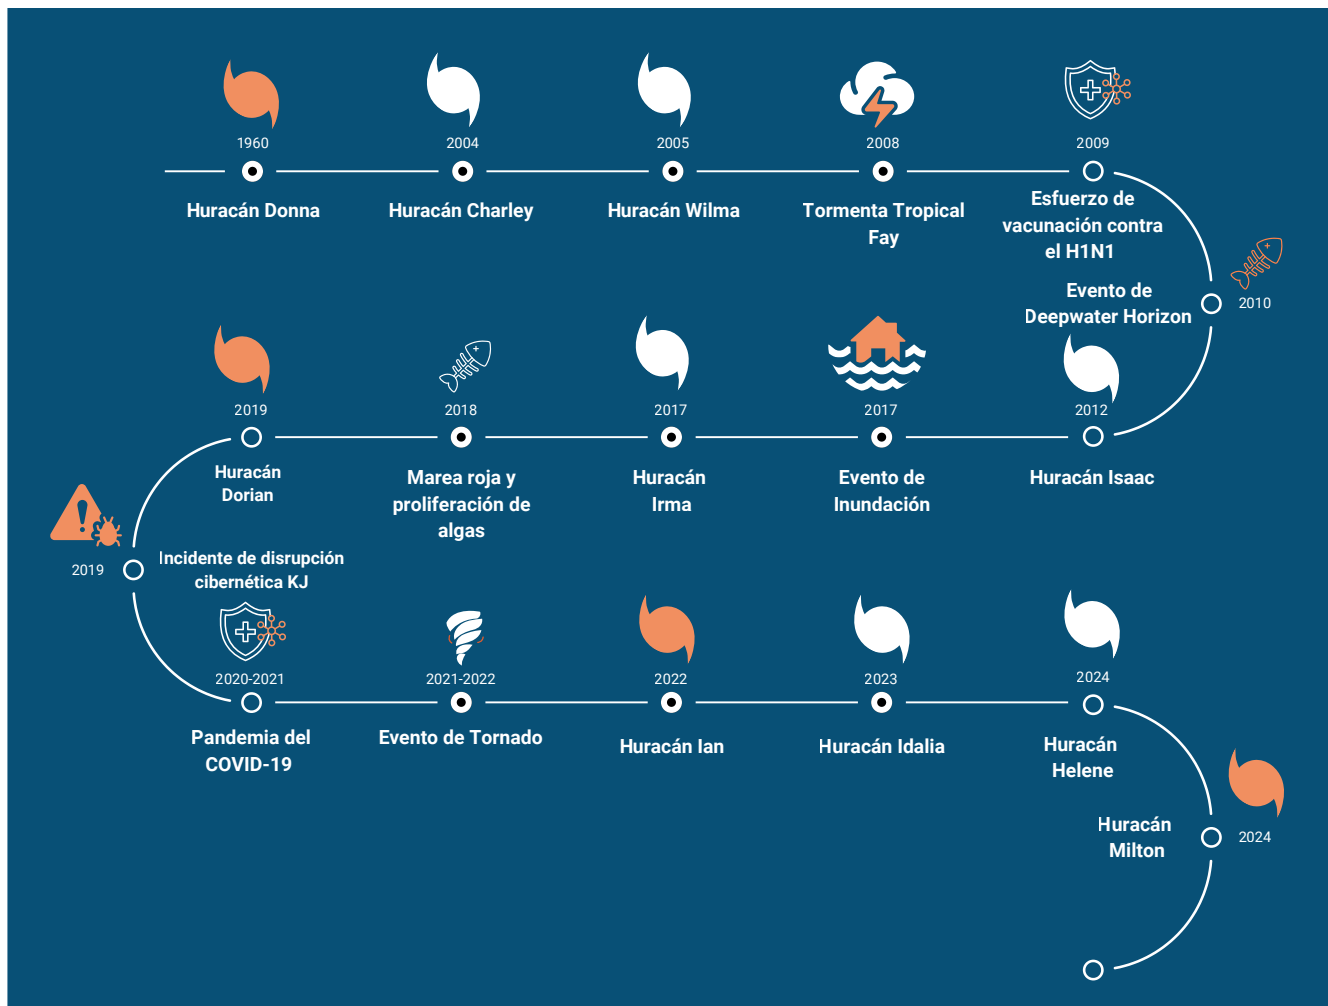 1960
Huracán Donna
2004
Huracán Charley
2005
Huracán Wilma
2008
Tormenta Tropical
Fay
2009
Esfuerzo de
vacunación contra
el H1N1
2010
Evento de
Deepwater Horizon
2012
Huracán Isaac
2017
Evento de
Inundación
2017
Huracán
Irma
2018
Marea roja y
proliferación de
algas
2019
Huracán
Dorian
2019
Incidente de disrupción
cibernética KJ
2020-2021
Pandemia del
COVID-19
2021-2022
Evento de Tornado
2022
Huracán Ian
2023
Huracán Idalia
2024
Huracán
Helene
2024
Huracán
Milton